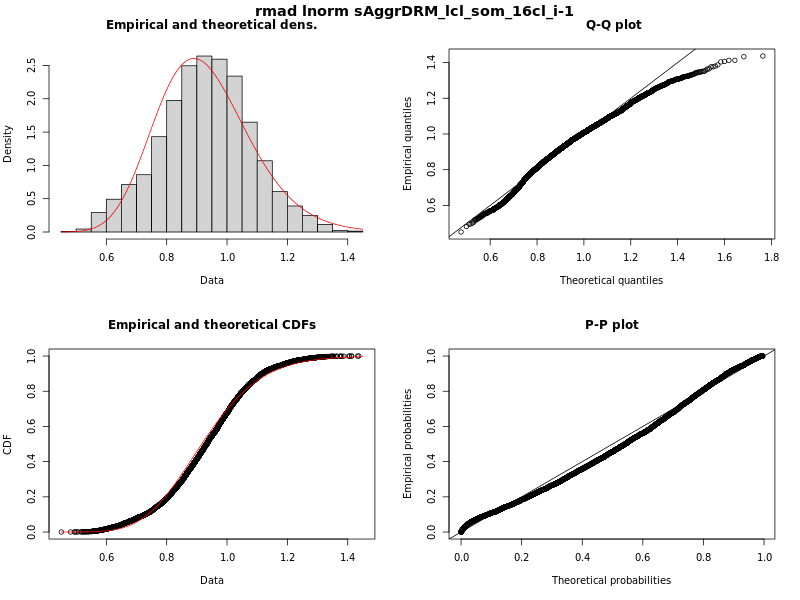 rmad lnorm sAggrDRM_lcl_som_16cl_i-1
Empirical and theoretical dens.
Density
0.0 0.5 1.0 1.5 2.0 2.5
0.6 0.8 1.0 1.2 1.4
Data
Q-Q plot
Empirical quantiles
0.6 0.8 1.0 1.2 1.4
0.6 0.8 1.0 1.2 1.4 1.6 1.8
Theoretical quantiles
Empirical and theoretical CDFs
CDF
0.0 0.2 0.4 0.6 0.8 1.0
0.6 0.8 1.0 1.2 1.4
Data
P-P plot
Empirical probabilities
0.0 0.2 0.4 0.6 0.8 1.0
0.0 0.2 0.4 0.6 0.8 1.0
Theoretical probabilities